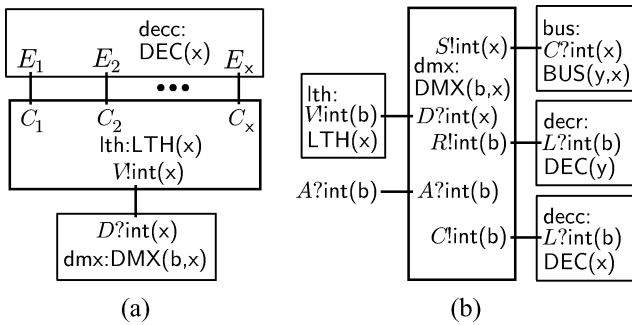 decc:
DEC(x)
E₁ E₂ Eₓ
C₁ C₂ Cₓ
lth:LTH(x)
V!int(x)
D?int(x)
dmx:DMX(b,x)
(a)
lth:
V!int(b)
LTH(x)
A?int(b)
S!int(x)
dmx:
DMX(b,x)
D?int(x)
R!int(b)
A?int(b)
C!int(b)
bus:
C?int(x)
BUS(y,x)
decr:
L?int(b)
DEC(y)
decc:
L?int(b)
DEC(x)
(b)